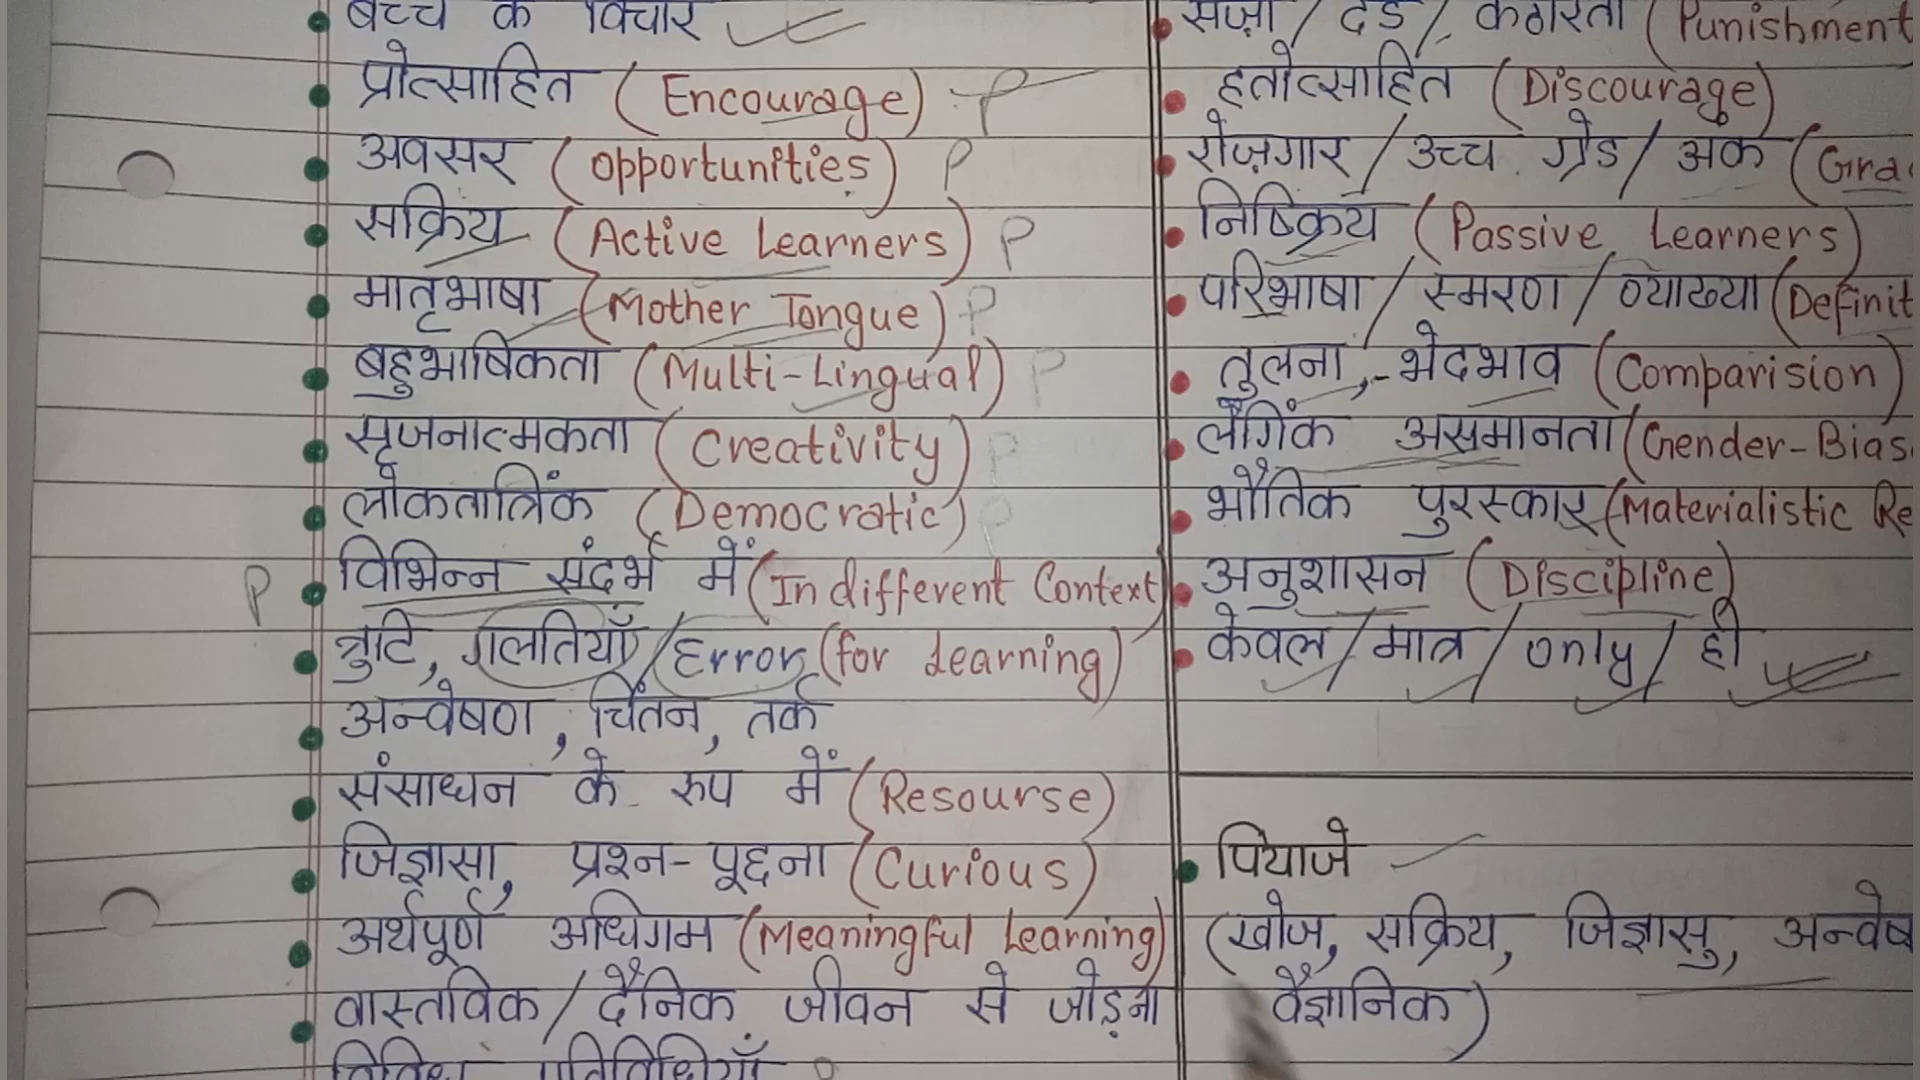 बच्चे के विचार
प्रोत्साहित (Encourage) P
अवसर (opportunities) P
सक्रिय (Active Learners) P
मातृभाषा (Mother Tongue) P
बहुभाषिकता (Multi-Lingual) P
सृजनात्मकता (Creativity) P
लोकतांत्रिक (Democratic) P
P विभिन्न संदर्भ में (In different Context)
त्रुटि, गलतियाँ / Error (for Learning)
अन्वेषण, चिंतन, तर्क
संसाधन के रूप में (Resourse)
जिज्ञासा, प्रश्न-पूछना (Curious)
अर्थपूर्ण अधिगम (Meaningful Learning)
वास्तविक / दैनिक जीवन से जोड़ना
सज़ा / दंड / कठोरता (Punishment
हतोत्साहित (Discourage)
रोज़गार / उच्च ग्रेड / अंक (Gra
निष्क्रिय (Passive Learners)
परिभाषा / स्मरण / व्याख्या (Definit
तुलना, भेदभाव (Comparision)
लैंगिक असमानता (Gender-Bias
भौतिक पुरस्कार (Materialistic Re
अनुशासन (Discipline)
केवल / मात्र / only / ही
पियाजे
(खोज, सक्रिय, जिज्ञासु, अन्वेष
वैज्ञानिक)